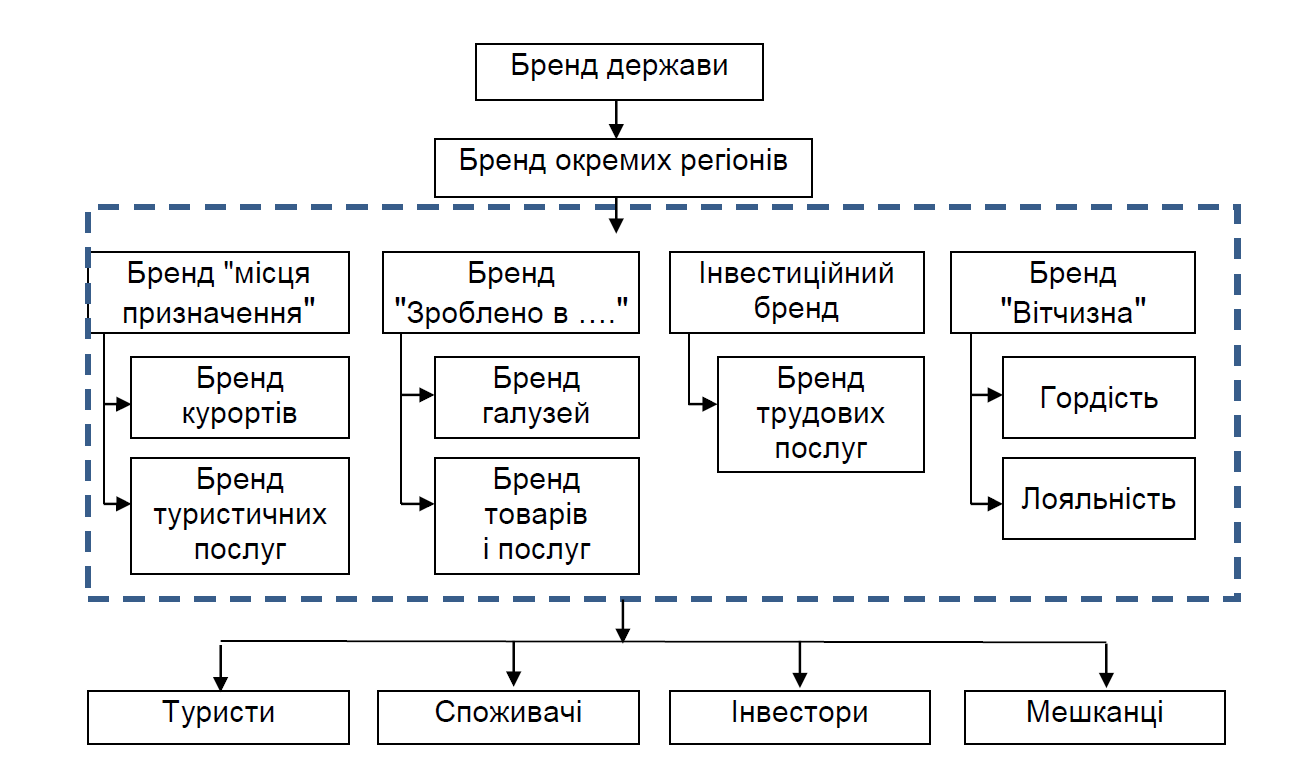 Бренд держави
Бренд окремих регіонів
Бренд "місця
призначення"
Бренд
курортів
Бренд
туристичних
послуг
Бренд
"Зроблено в …."
Бренд
галузей
Бренд
товарів
і послуг
Інвестиційний
бренд
Бренд
трудових
послуг
Бренд
"Вітчизна"
Гордість
Лояльність
Туристи
Споживачі
Інвестори
Мешканці